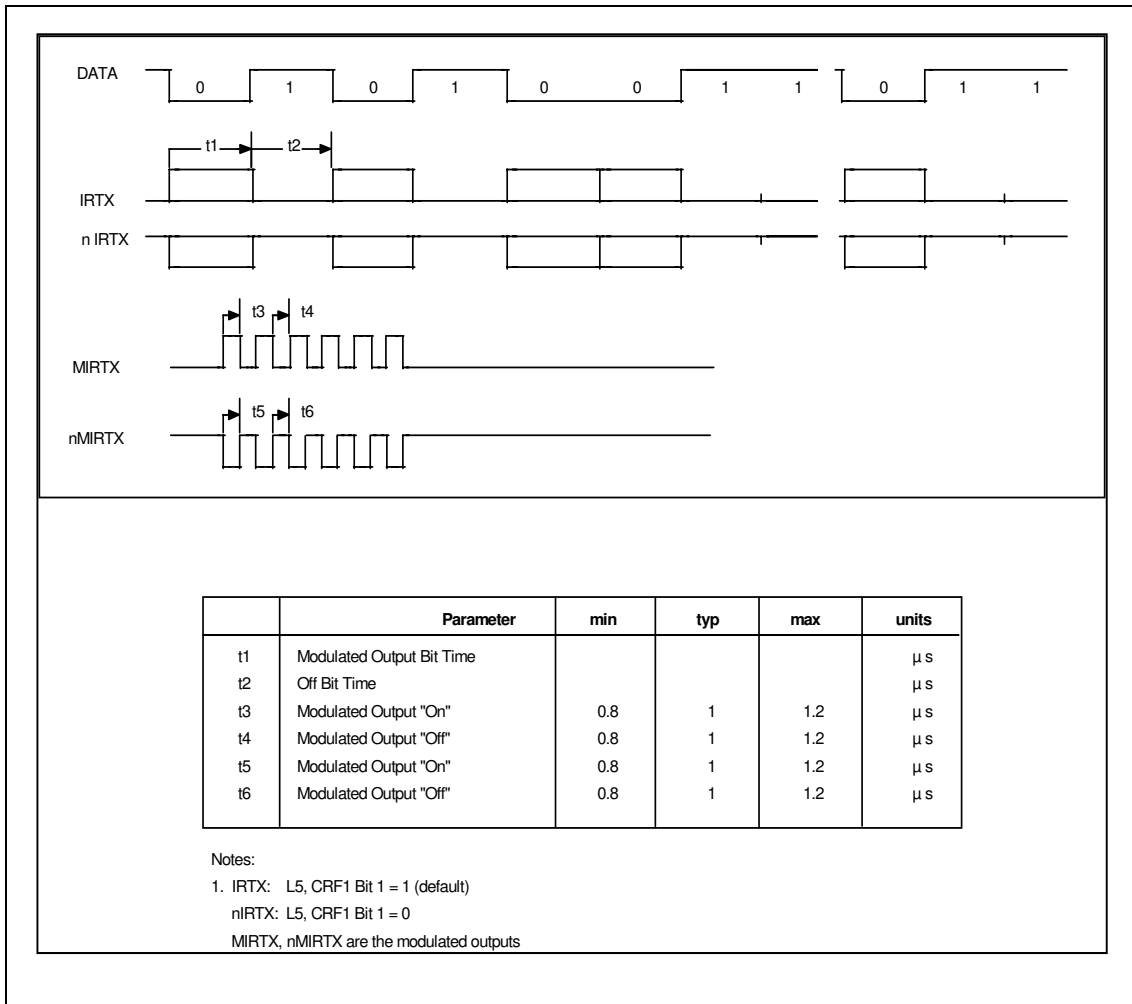 DATA 0 1 0 1 0 0 1 1 0 1 1
t1 t2
IRTX
n IRTX
t3 t4
MIRTX
t5 t6
nMIRTX
Parameter min typ max units
t1 Modulated Output Bit Time µ s
t2 Off Bit Time µ s
t3 Modulated Output "On" 0.8 1 1.2 µ s
t4 Modulated Output "Off" 0.8 1 1.2 µ s
t5 Modulated Output "On" 0.8 1 1.2 µ s
t6 Modulated Output "Off" 0.8 1 1.2 µ s
Notes:
1. IRTX: L5, CRF1 Bit 1 = 1 (default)
nIRTX: L5, CRF1 Bit 1 = 0
MIRTX, nMIRTX are the modulated outputs